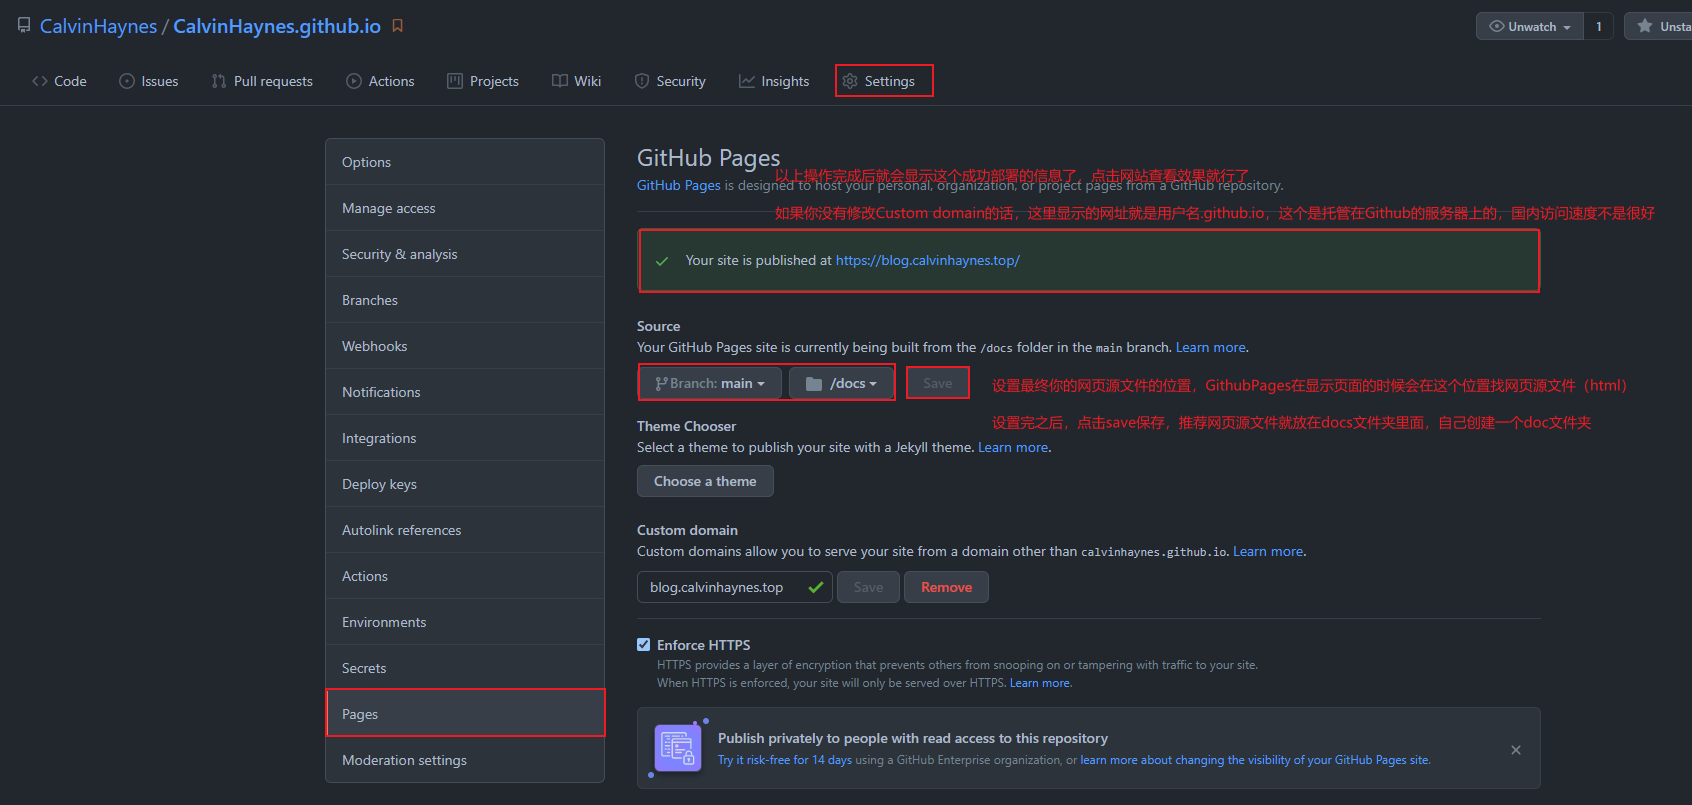 CalvinHaynes / CalvinHaynes.github.io
Unwatch 1 Unsta
Code Issues Pull requests Actions Projects Wiki Security Insights Settings
Options
Manage access
Security & analysis
Branches
Webhooks
Notifications
Integrations
Deploy keys
Autolink references
Actions
Environments
Secrets
Pages
Moderation settings
GitHub Pages
以上操作完成后就会显示这个成功部署的信息了，点击网站查看效果就行了
GitHub Pages is designed to host your personal, organization, or project pages from a GitHub repository.
如果你没有修改Custom domain的话，这里显示的网址就是用户名.github.io，这个是托管在Github的服务器上的，国内访问速度不是很好
Your site is published at https://blog.calvinhaynes.top/
Source
Your GitHub Pages site is currently being built from the /docs folder in the main branch. Learn more.
Branch: main /docs Save
设置最终你的网页源文件的位置，GithubPages在显示页面的时候会在这个位置找网页源文件（html）
设置完之后，点击save保存，推荐网页源文件就放在docs文件夹里面，自己创建一个doc文件夹
Theme Chooser
Select a theme to publish your site with a Jekyll theme. Learn more.
Choose a theme
Custom domain
Custom domains allow you to serve your site from a domain other than calvinhaynes.github.io. Learn more.
blog.calvinhaynes.top Save Remove
Enforce HTTPS
HTTPS provides a layer of encryption that prevents others from snooping on or tampering with traffic to your site.
When HTTPS is enforced, your site will only be served over HTTPS. Learn more.
Publish privately to people with read access to this repository
Try it risk-free for 14 days using a GitHub Enterprise organization, or learn more about changing the visibility of your GitHub Pages site.